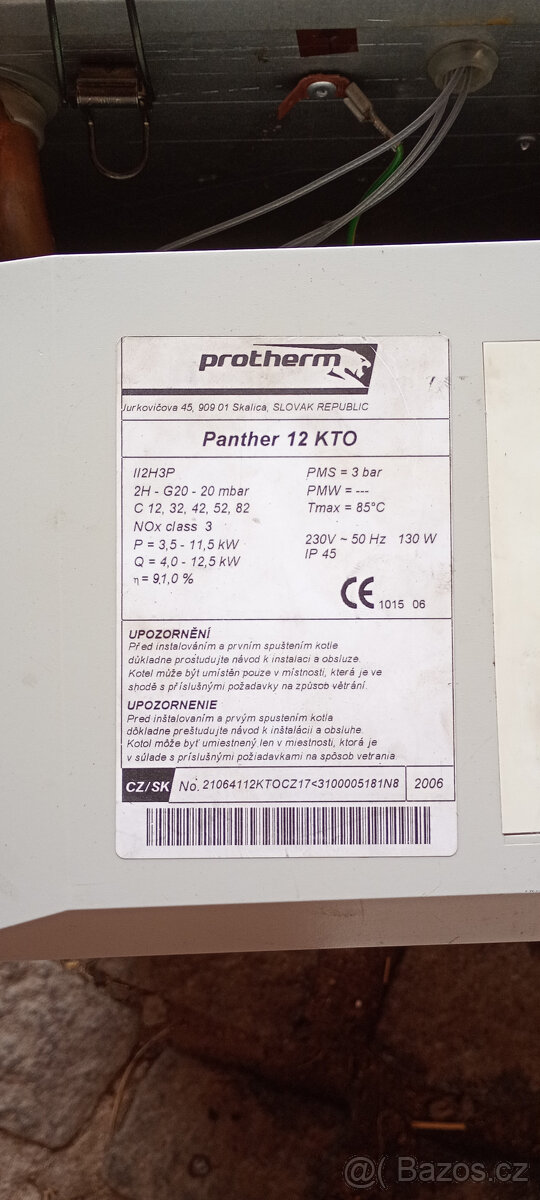 protherm
Jurkovičova 45, 909 01 Skalica, SLOVAK REPUBLIC
Panther 12 KTO
II2H3P
2H - G20 - 20 mbar
C 12, 32, 42, 52, 82
NOx class 3
P = 3,5 - 11,5 kW
Q = 4,0 - 12,5 kW
η = 91,0 %
PMS = 3 bar
PMW = ---
Tmax = 85°C
230V ~ 50 Hz 130 W
IP 45
CE 1015 06
UPOZORNĚNÍ
Před instalováním a prvním spuštením kotle
důkladne prostudujte návod k instalaci a obsluze.
Kotel může být umístěn pouze v místnosti, která je ve
shodě s příslušnými požadavky na způsob větrání.
UPOZORNENIE
Pred inštalovaním a prvým spustením kotla
dôkladne preštudujte návod k inštalácii a obsluhe.
Kotol može byť umiestnený len v miestnosti, ktorá je
v súlade s príslušnými požiadavkami na spôsob vetrania
CZ/SK No. 21064112KTOCZ17<3100005181N8 2006
@( Bazos.cz